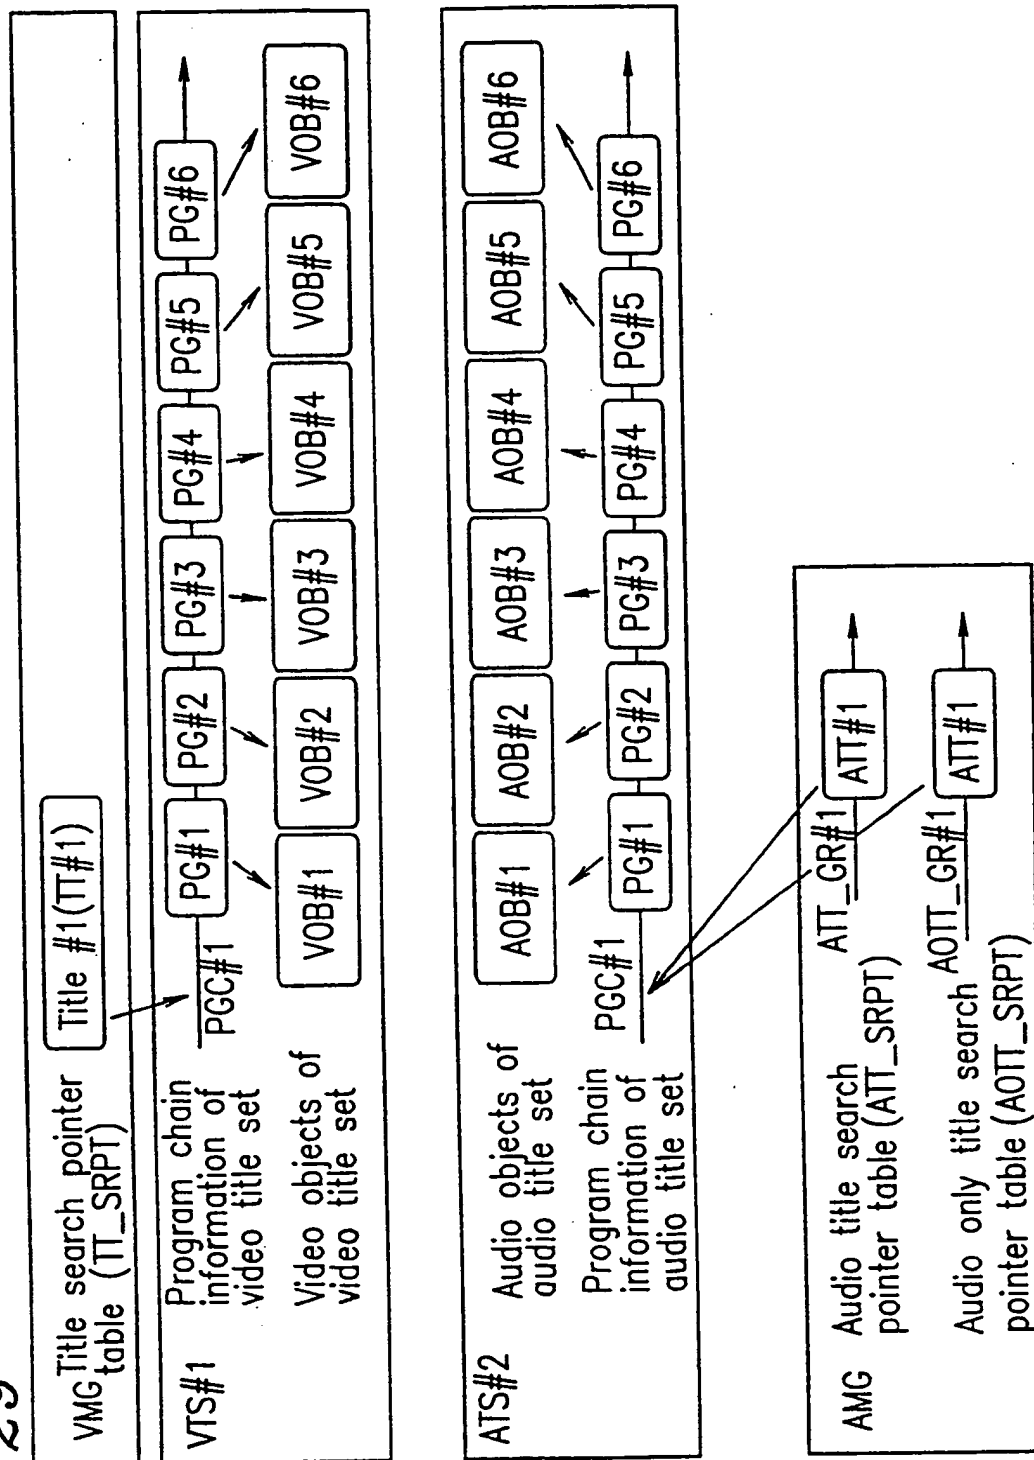 29
VMG Title search pointer
table (TT_SRPT)
Title #1(TT#1)
VTS#1
Program chain
information of
video title set
PGC#1
PG#1 PG#2 PG#3 PG#4 PG#5 PG#6
Video objects of
video title set
VOB#1 VOB#2 VOB#3 VOB#4 VOB#5 VOB#6
ATS#2
Audio objects of
audio title set
AOB#1 AOB#2 AOB#3 AOB#4 AOB#5 AOB#6
Program chain
information of
audio title set
PGC#1
PG#1 PG#2 PG#3 PG#4 PG#5 PG#6
AMG
Audio title search
pointer table (ATT_SRPT)
ATT_GR#1
ATT#1
Audio only title search
pointer table (AOTT_SRPT)
AOTT_GR#1
ATT#1